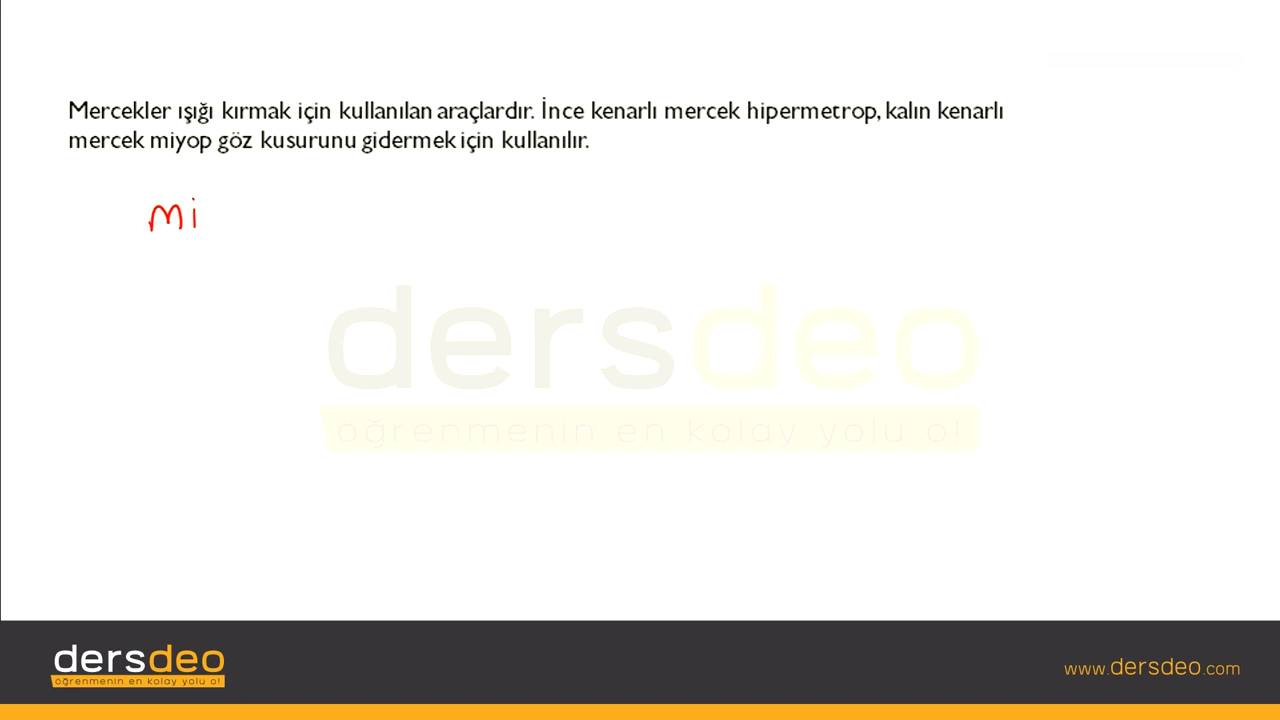 Mercekler ışığı kırmak için kullanılan araçlardır. İnce kenarlı mercek hipermetrop, kalın kenarlı
mercek miyop göz kusurunu gidermek için kullanılır.
Mi
dersdeo
öğrenmenin en kolay yolu o!
dersdeo
öğrenmenin en kolay yolu o!
www.dersdeo.com